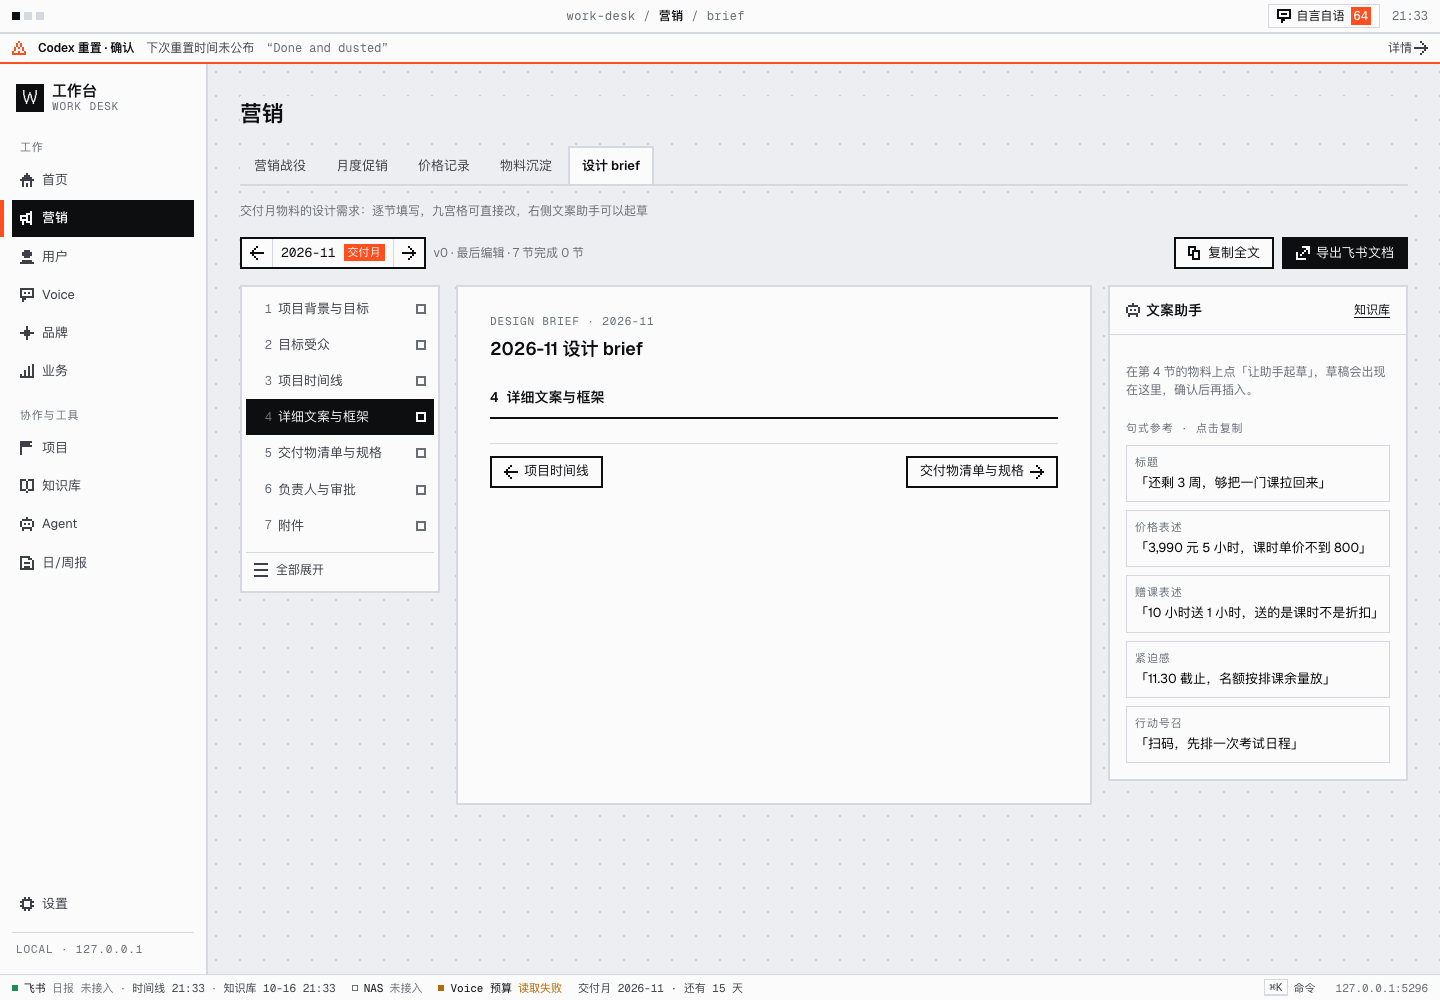 work-desk / 营销 / brief
自言自语 64
21:33
Codex 重置·确认 下次重置时间未公布 “Done and dusted”
详情
W
工作台
WORK DESK
工作
首页
营销
用户
Voice
品牌
业务
协作与工具
项目
知识库
Agent
日/周报
设置
LOCAL · 127.0.0.1
营销
营销战役
月度促销
价格记录
物料沉淀
设计 brief
交付月物料的设计需求：逐节填写，九宫格可直接改，右侧文案助手可以起草
2026-11 交付月
v0 · 最后编辑 · 7 节完成 0 节
复制全文
导出飞书文档
1 项目背景与目标
2 目标受众
3 项目时间线
4 详细文案与框架
5 交付物清单与规格
6 负责人与审批
7 附件
全部展开
DESIGN BRIEF · 2026-11
2026-11 设计 brief
4 详细文案与框架
项目时间线
交付物清单与规格
文案助手
知识库
在第 4 节的物料上点「让助手起草」，草稿会出现
在这里，确认后再插入。
句式参考 · 点击复制
标题
「还剩 3 周，够把一门课拉回来」
价格表述
「3,990 元 5 小时，课时单价不到 800」
赠课表述
「10 小时送 1 小时，送的是课时不是折扣」
紧迫感
「11.30 截止，名额按排课余量放」
行动号召
「扫码，先排一次考试日程」
飞书 日报 未接入 · 时间线 21:33 · 知识库 10-16 21:33
NAS 未接入
Voice 预算 读取失败
交付月 2026-11 · 还有 15 天
⌘K 命令
127.0.0.1:5296